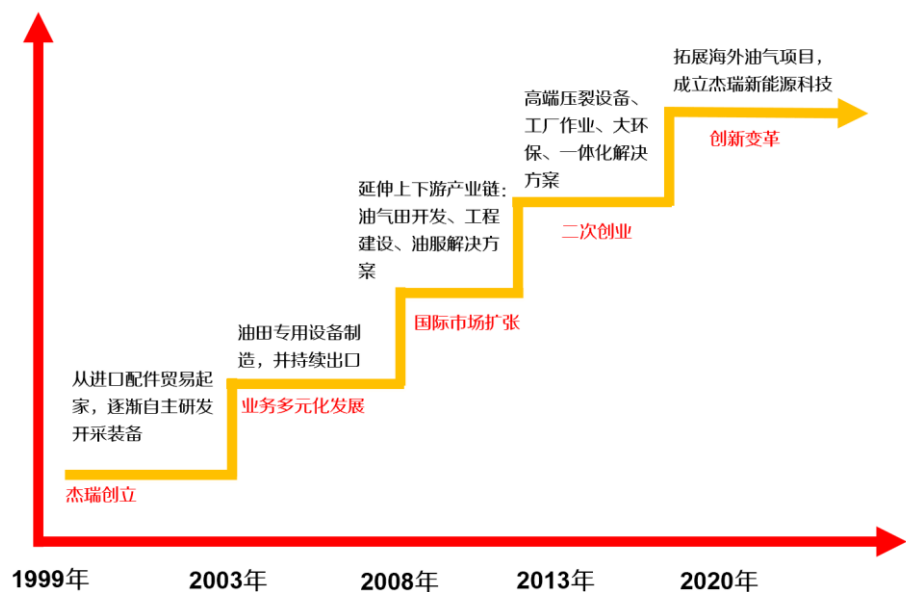 从进口配件贸易起
家，逐渐自主研发
开采装备
杰瑞创立
油田专用设备制
造，并持续出口
业务多元化发展
延伸上下游产业链：
油气田开发、工程
建设、油服解决方
案
国际市场扩张
高端压裂设备、
工厂作业、大环
保、一体化解决
方案
二次创业
拓展海外油气项目，
成立杰瑞新能源科技
创新变革
1999年
2003年
2008年
2013年
2020年